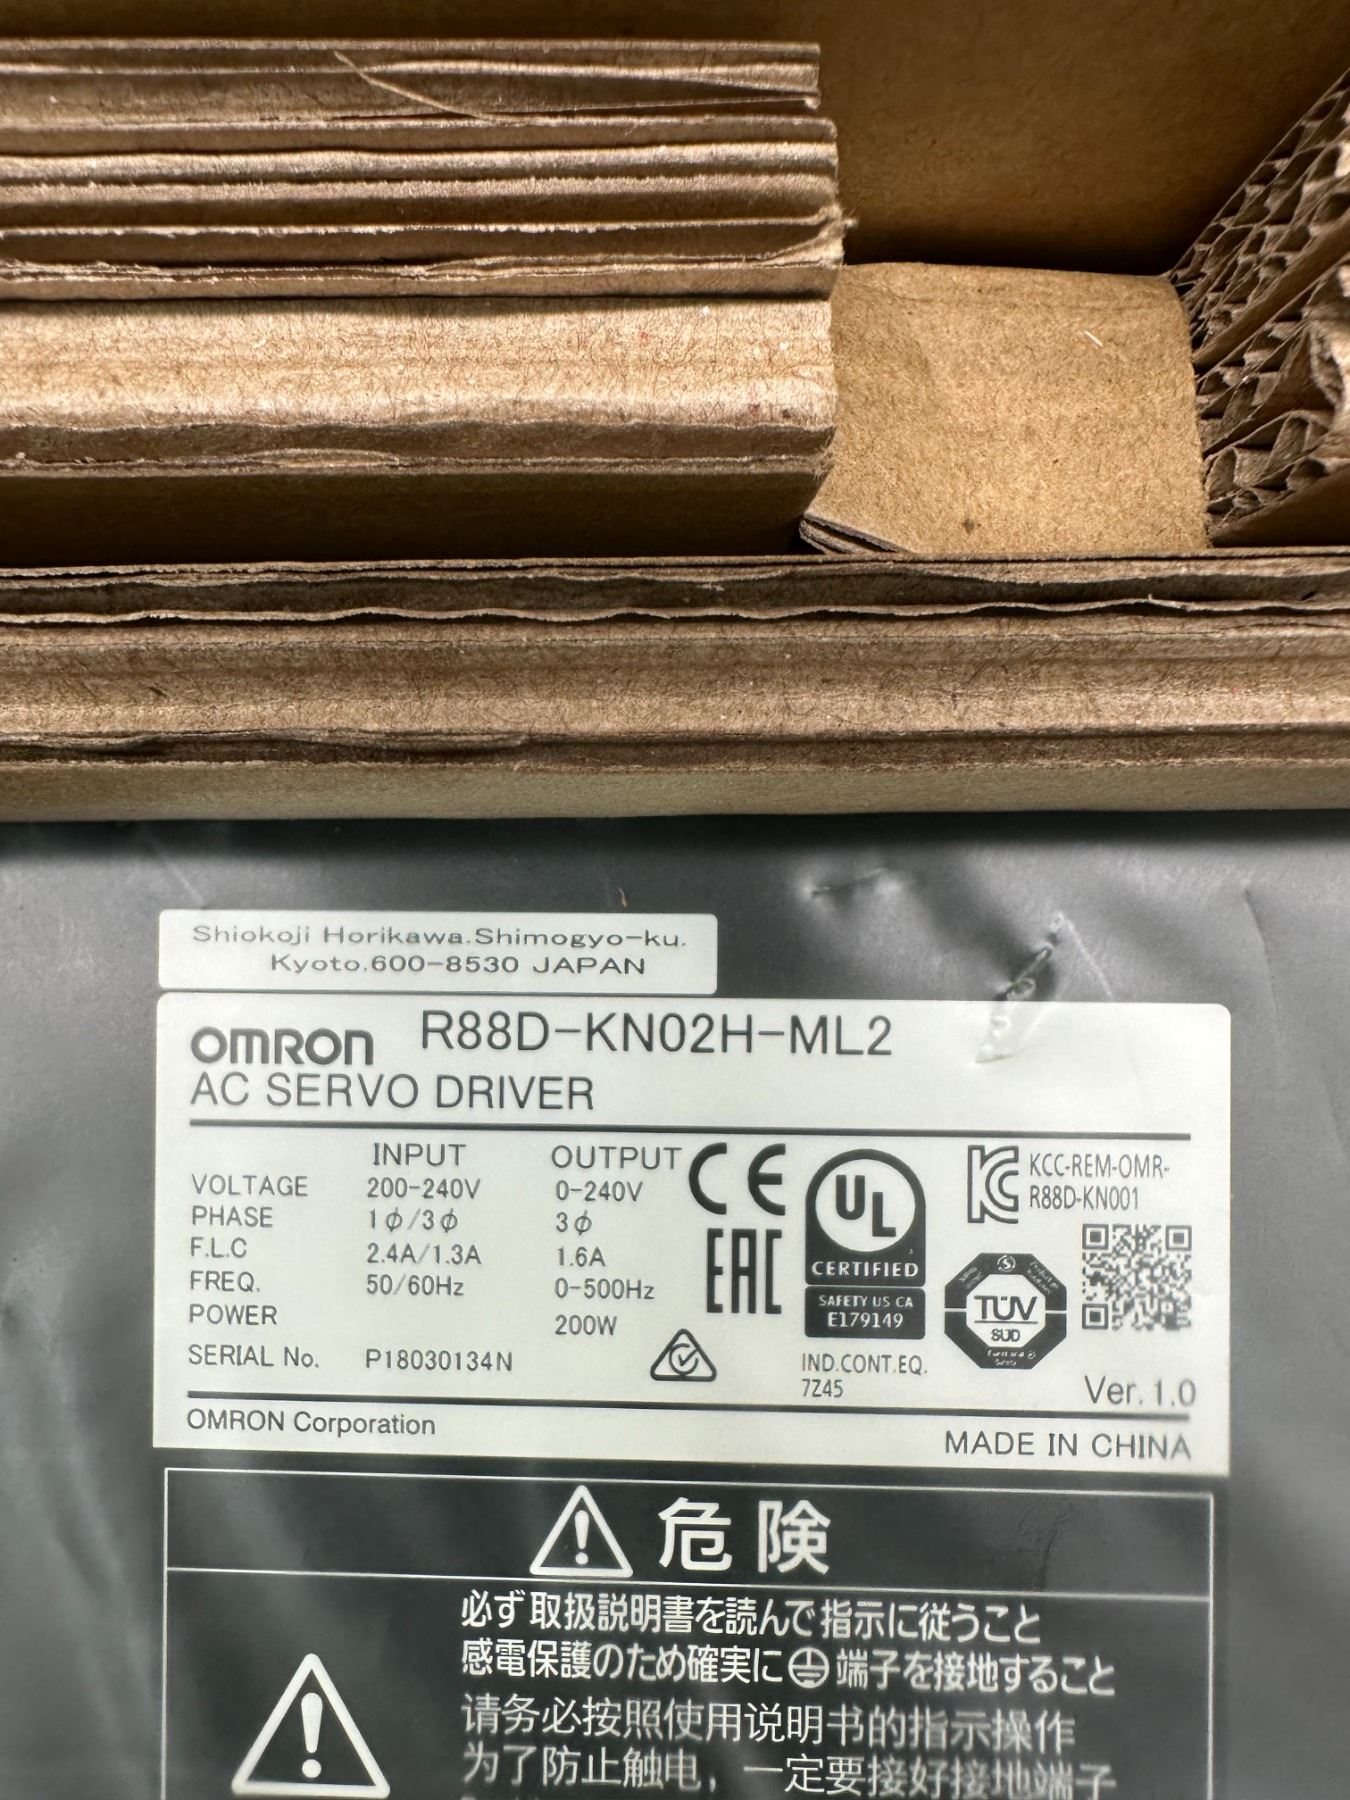 Shiokoji Horikawa.Shimogyo-ku.
Kyoto.600-8530 JAPAN
OMRON R88D-KN02H-ML2
AC SERVO DRIVER
INPUT OUTPUT
VOLTAGE 200-240V 0-240V
PHASE 1ϕ/3ϕ 3ϕ
F.L.C 2.4A/1.3A 1.6A
FREQ. 50/60Hz 0-500Hz
POWER 200W
SERIAL No. P18030134N
CE
EAC
UL
CERTIFIED
SAFETY US CA
E179149
IND.CONT.EQ.
7Z45
KCC-REM-OMR-
R88D-KN001
TÜV
SÜD
Ver. 1.0
OMRON Corporation
MADE IN CHINA
危険
必ず取扱説明書を読んで指示に従うこと
感電保護のため確実に端子を接地すること
请务必按照使用说明书的指示操作
为了防止触电，一定要接好接地端子